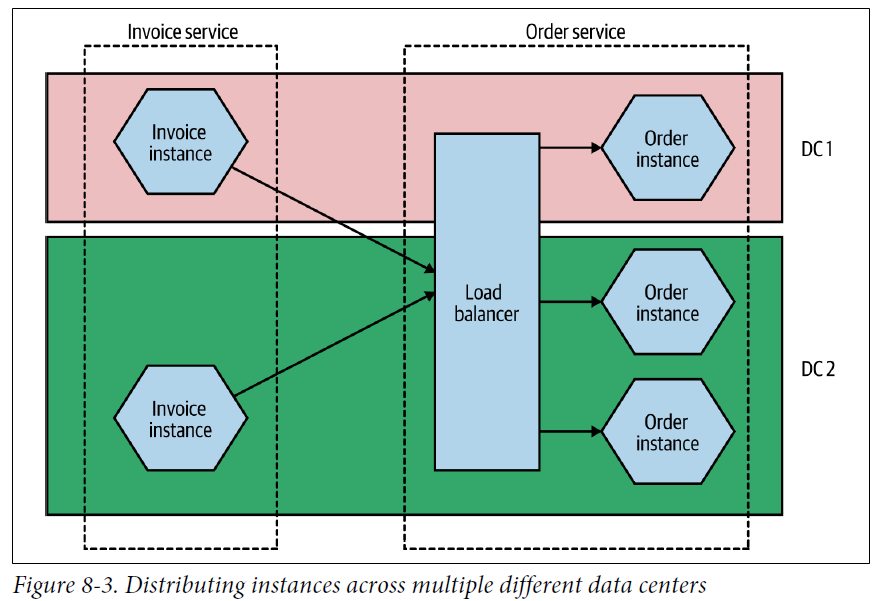 Invoice service
Order service
Invoice
instance
Order
instance
DC 1
Load
balancer
Order
instance
DC 2
Invoice
instance
Order
instance
Figure 8-3. Distributing instances across multiple different data centers